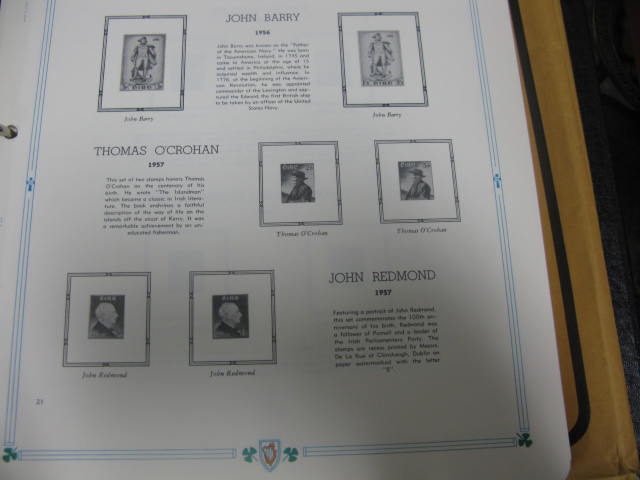 JOHN BARRY
1956
John Barry was known as the "Father
of the American Navy." He was born
in Tacumshane, Ireland, in 1745 and
came to America at the age of 15
and settled in Philadelphia, where he
acquired wealth and influence. In
1776, at the beginning of the Ameri-
can Revolution, he was appointed
commander of the Lexington and cap-
tured the Edward, the first British ship
to be taken by an officer of the United
States Navy.
EIRE
EIRE
John Barry
John Barry
THOMAS O'CROHAN
1957
This set of two stamps honors Thomas
O'Crohan on the centenary of his
birth. He wrote "The Islandman"
which became a classic in Irish litera-
ture. The book enshrines a faithful
description of the way of life on the
islands off the coast of Kerry. It was
a remarkable achievement by an un-
educated fisherman.
EIRE
EIRE
Thomas O'Crohan
Thomas O'Crohan
EIRE
EIRE
John Redmond
John Redmond
JOHN REDMOND
1957
Featuring a portrait of John Redmond,
this set commemorates the 100th an-
niversary of his birth. Redmond was
a follower of Parnell and a leader of
the Irish Parliamentary Party. The
stamps are recess printed by Messrs.
De La Rue of Clonskeagh, Dublin on
paper watermarked with the letter
"E".
21